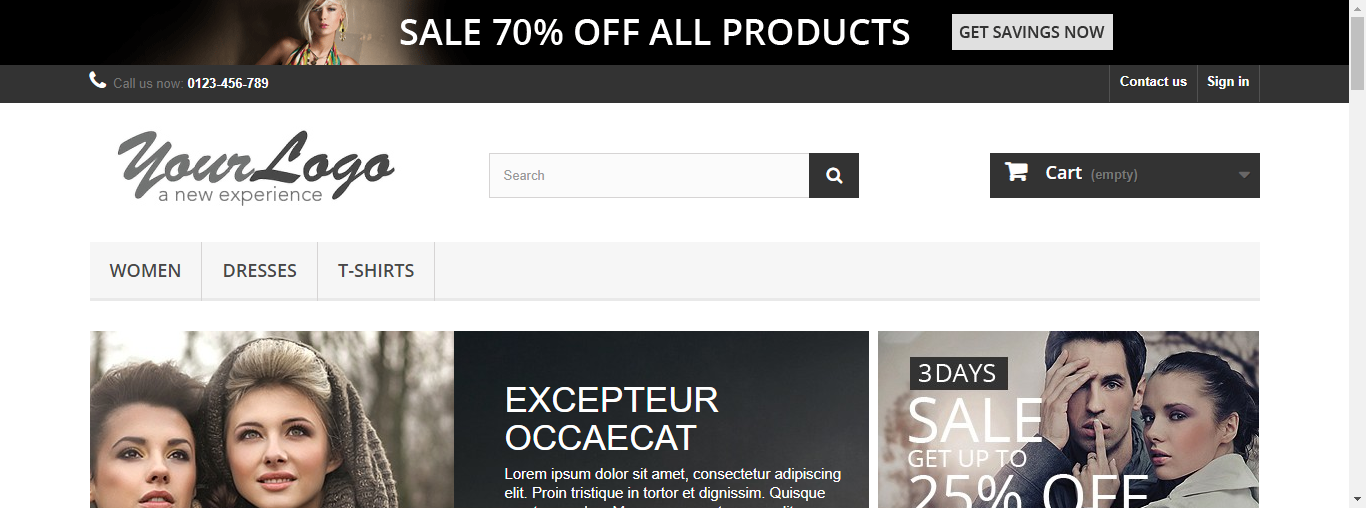 SALE 70% OFF ALL PRODUCTS GET SAVINGS NOW
Call us now: 0123-456-789 Contact us Sign in
YourLogo
a new experience
Search
Cart (empty)
WOMEN DRESSES T-SHIRTS
EXCEPTEUR
OCCAECAT
Lorem ipsum dolor sit amet, consectetur adipiscing
elit. Proin tristique in tortor et dignissim. Quisque
3 DAYS
SALE
GET UP TO
25% OFF